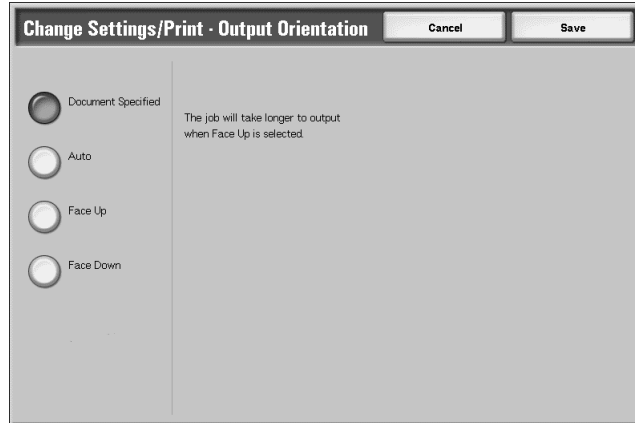 Change Settings/Print - Output Orientation
Cancel
Save
Document Specified
Auto
Face Up
Face Down
The job will take longer to output
when Face Up is selected.